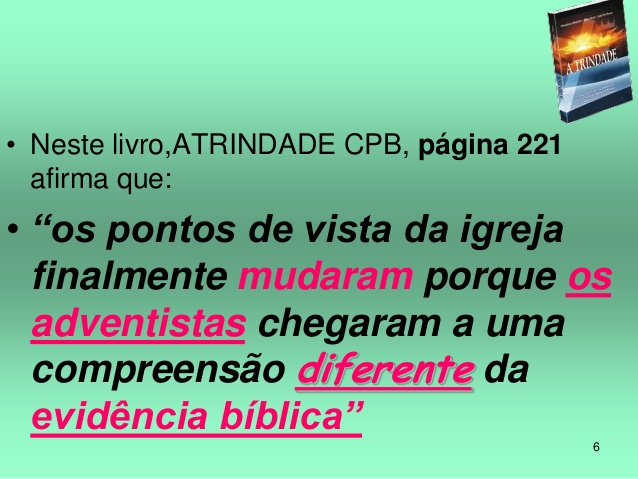 A TRINDADE
• Neste livro,ATRINDADE CPB, página 221
afirma que:
• “os pontos de vista da igreja
finalmente mudaram porque os
adventistas chegaram a uma
compreensão diferente da
evidência bíblica”
6